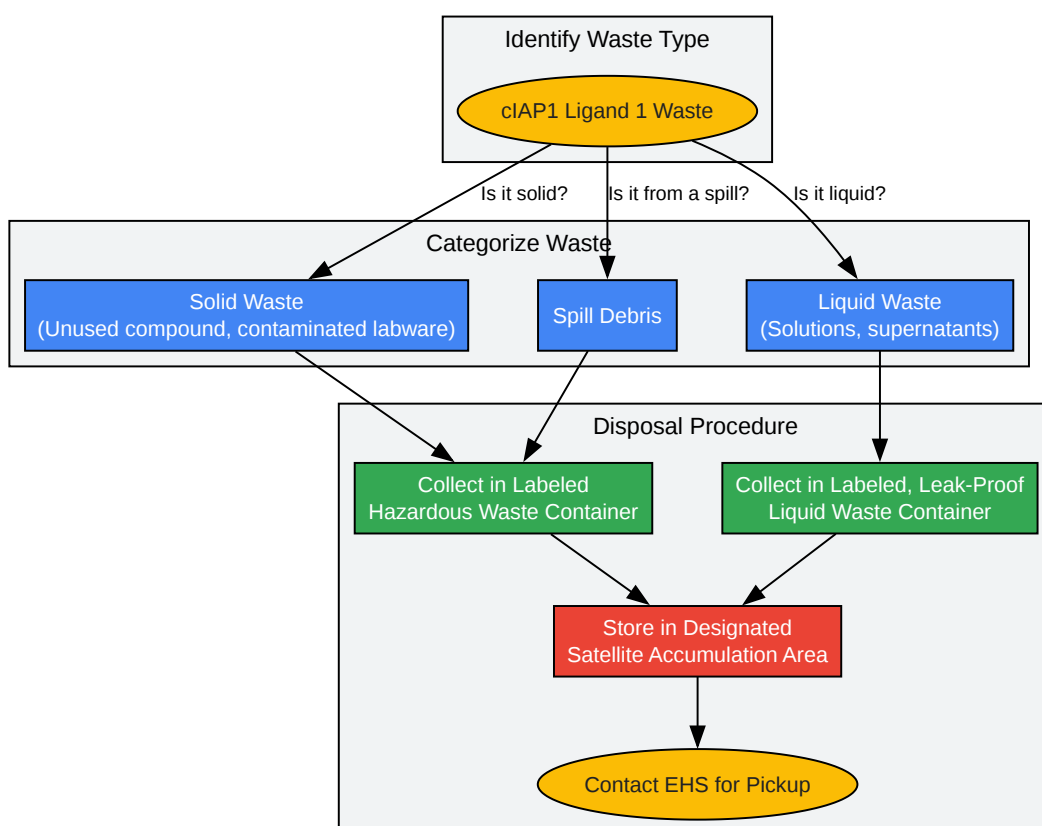 Identify Waste Type
cIAP1 Ligand 1 Waste
Is it solid?
Is it from a spill?
Is it liquid?
Categorize Waste
Solid Waste
(Unused compound, contaminated labware)
Spill Debris
Liquid Waste
(Solutions, supernatants)
Disposal Procedure
Collect in Labeled
Hazardous Waste Container
Collect in Labeled, Leak-Proof
Liquid Waste Container
Store in Designated
Satellite Accumulation Area
Contact EHS for Pickup